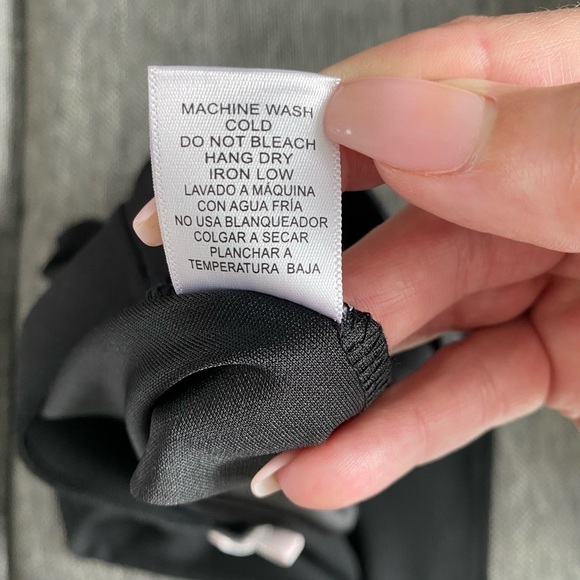 MACHINE WASH
COLD
DO NOT BLEACH
HANG DRY
IRON LOW
LAVADO A MÁQUINA
CON AGUA FRÍA
NO USA BLANQUEADOR
COLGAR A SECAR
PLANCHAR A
TEMPERATURA BAJA